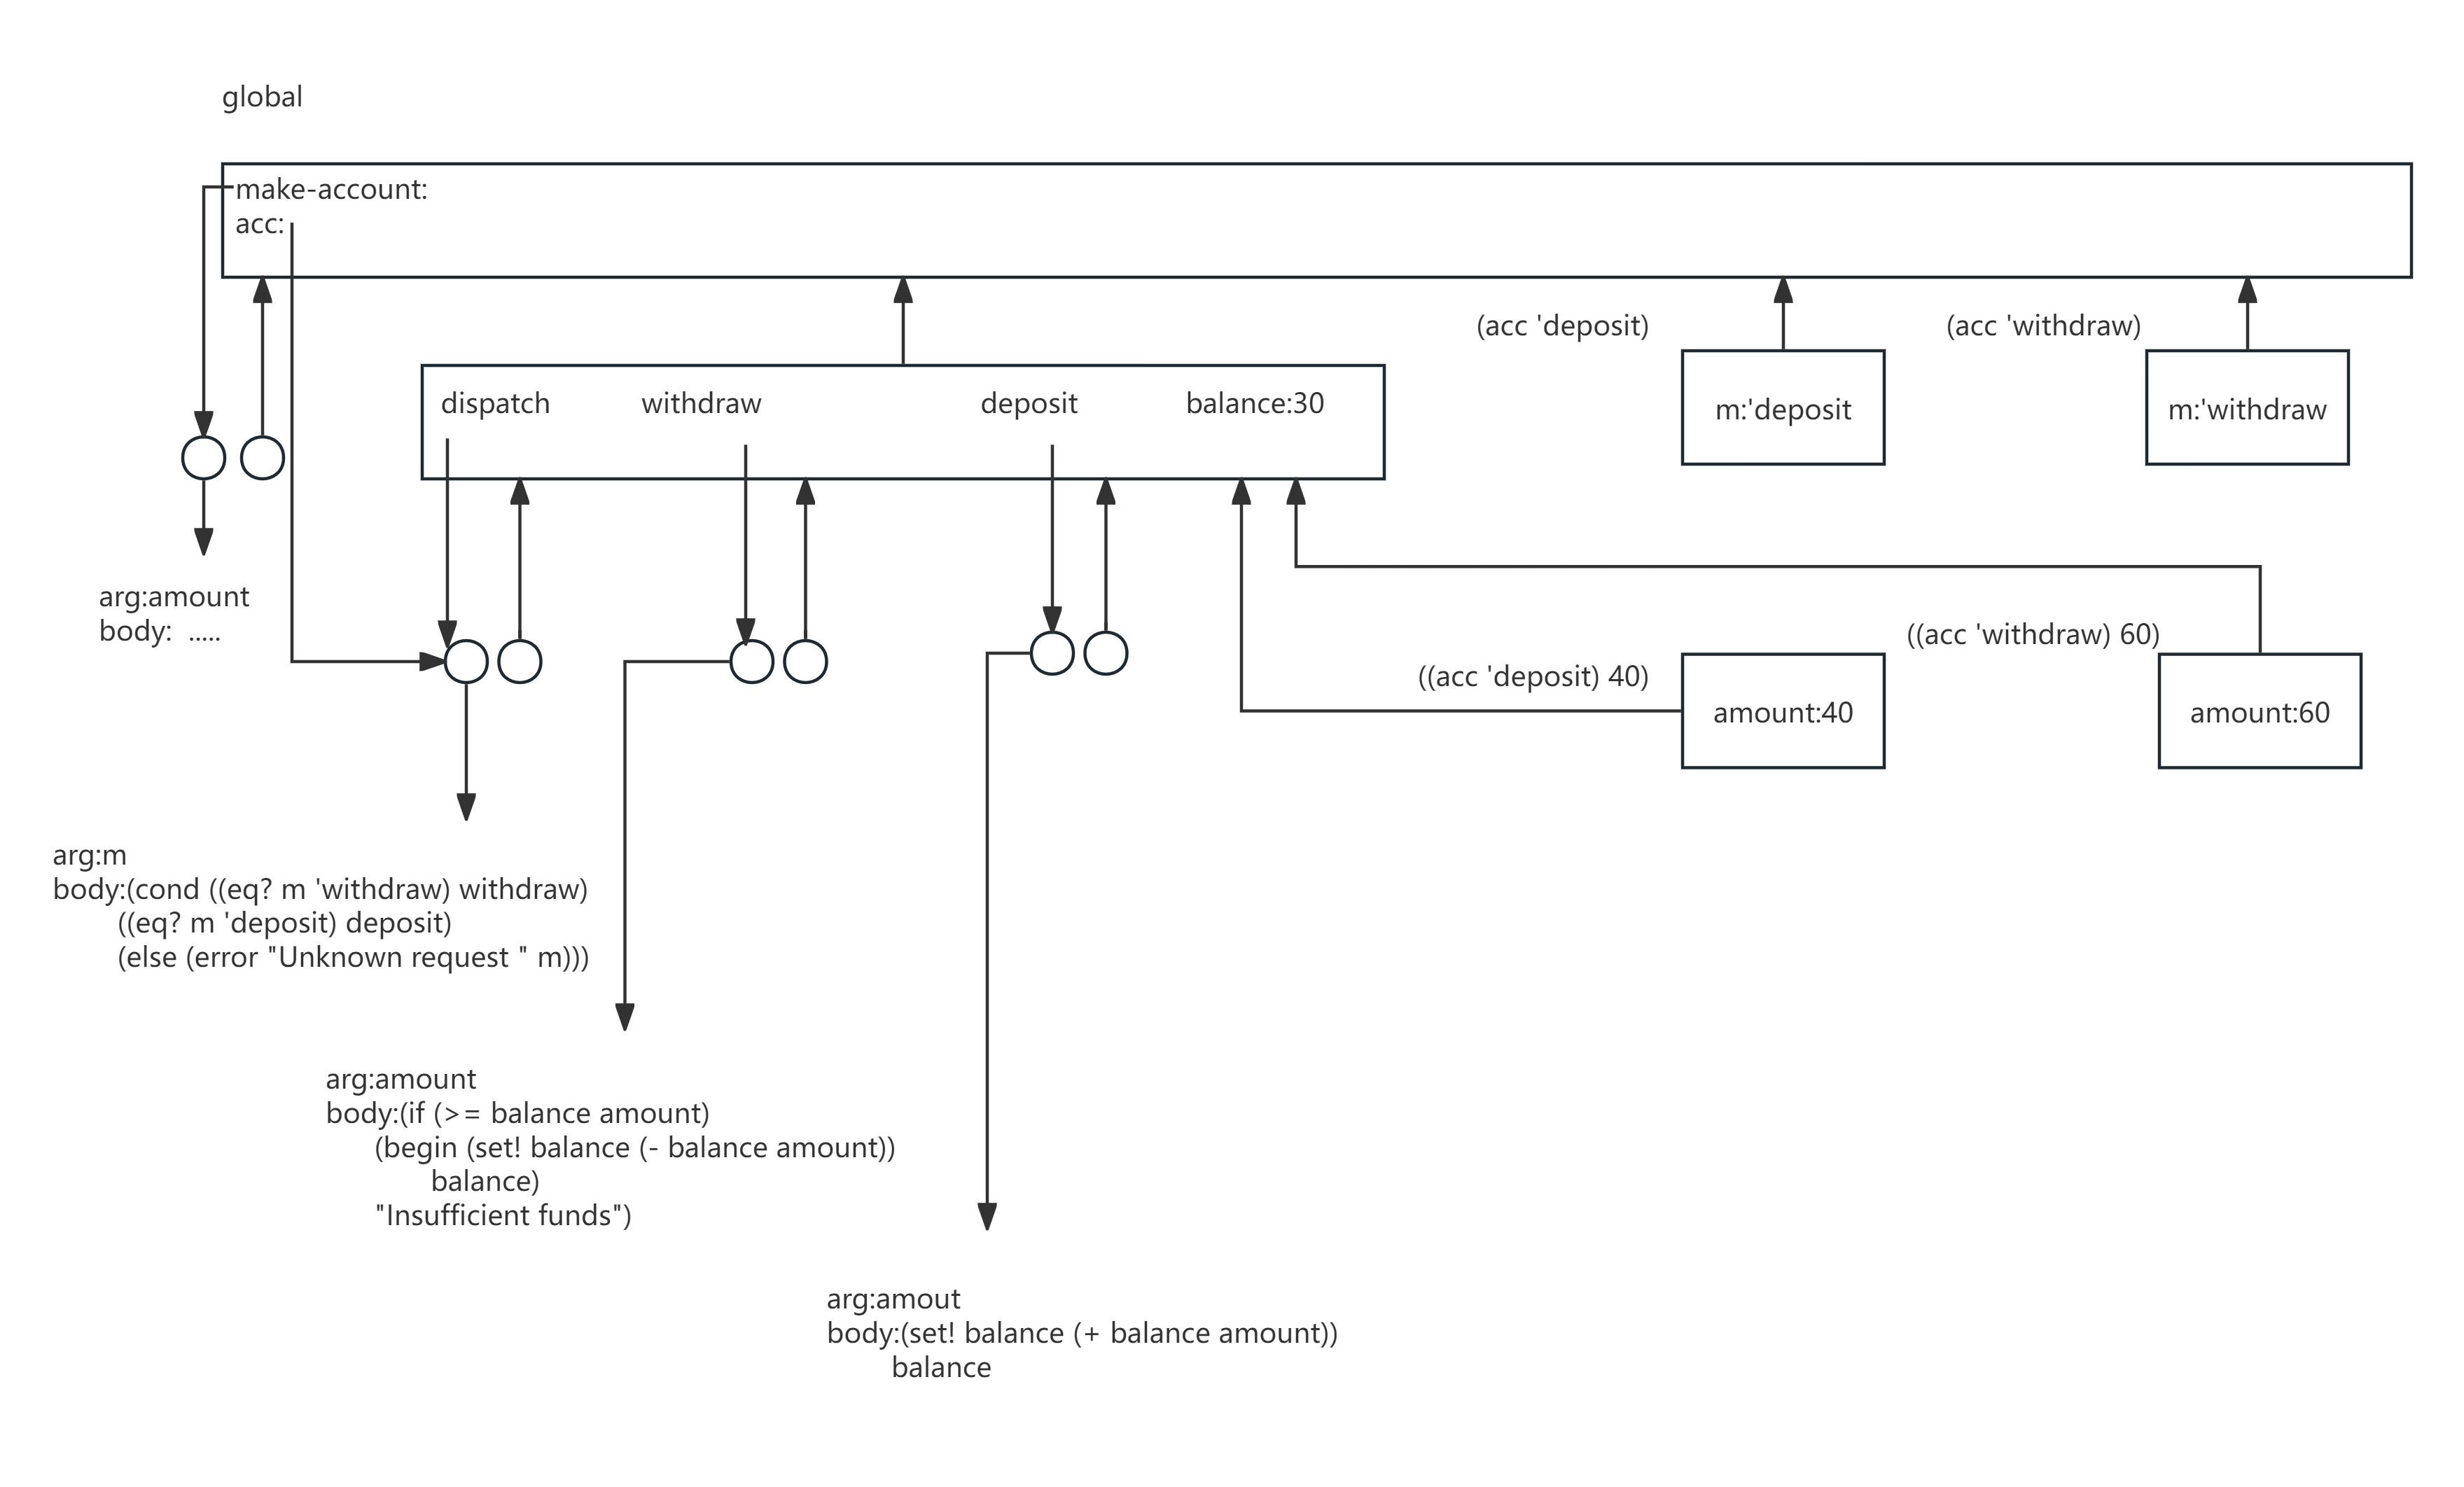 global
make-account:
acc:
(acc 'deposit)
(acc 'withdraw)
dispatch
withdraw
deposit
balance:30
m:'deposit
m:'withdraw
arg:amount
body:  .....
((acc 'withdraw) 60)
((acc 'deposit) 40)
amount:40
amount:60
arg:m
body:(cond ((eq? m 'withdraw) withdraw)
((eq? m 'deposit) deposit)
(else (error "Unknown request " m)))
arg:amount
body:(if (>= balance amount)
(begin (set! balance (- balance amount))
balance)
"Insufficient funds")
arg:amout
body:(set! balance (+ balance amount))
balance